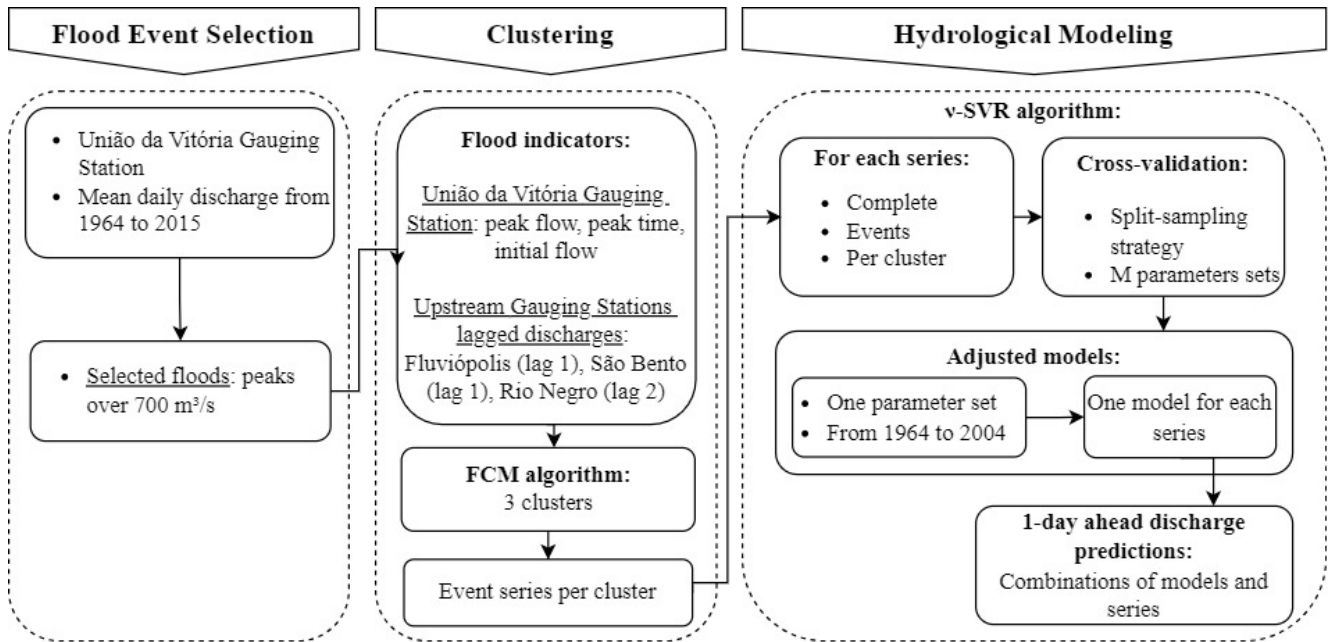 Flood Event Selection
União da Vitória Gauging
Station
Mean daily discharge from
1964 to 2015
Selected floods: peaks
over 700 m³/s
Clustering
Flood indicators:
União da Vitória Gauging
Station: peak flow, peak time,
initial flow
Upstream Gauging Stations
lagged discharges:
Fluviópolis (lag 1), São Bento
(lag 1), Rio Negro (lag 2)
FCM algorithm:
3 clusters
Event series per cluster
Hydrological Modeling
ν-SVR algorithm:
For each series:
Complete
Events
Per cluster
Cross-validation:
Split-sampling
strategy
M parameters sets
Adjusted models:
One parameter set
From 1964 to 2004
One model for each
series
1-day ahead discharge
predictions:
Combinations of models and
series